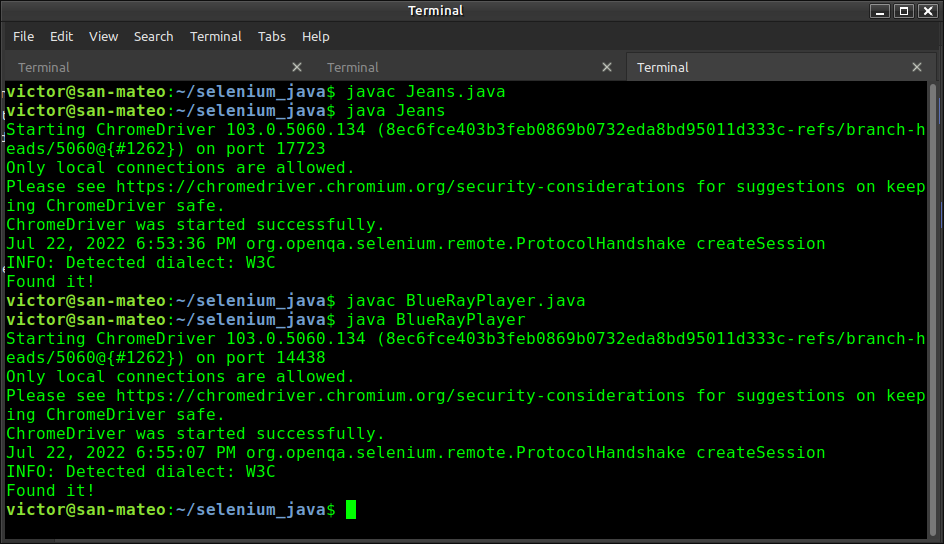 Terminal
File Edit View Search Terminal Tabs Help
Terminal Terminal Terminal
victor@san-mateo:~/selenium_java$ javac Jeans.java
victor@san-mateo:~/selenium_java$ java Jeans
Starting ChromeDriver 103.0.5060.134 (8ec6fce403b3feb0869b0732eda8bd95011d333c-refs/branch-h
eads/5060@{#1262}) on port 17723
Only local connections are allowed.
Please see https://chromedriver.chromium.org/security-considerations for suggestions on keep
ing ChromeDriver safe.
ChromeDriver was started successfully.
Jul 22, 2022 6:53:36 PM org.openqa.selenium.remote.ProtocolHandshake createSession
INFO: Detected dialect: W3C
Found it!
victor@san-mateo:~/selenium_java$ javac BlueRayPlayer.java
victor@san-mateo:~/selenium_java$ java BlueRayPlayer
Starting ChromeDriver 103.0.5060.134 (8ec6fce403b3feb0869b0732eda8bd95011d333c-refs/branch-h
eads/5060@{#1262}) on port 14438
Only local connections are allowed.
Please see https://chromedriver.chromium.org/security-considerations for suggestions on keep
ing ChromeDriver safe.
ChromeDriver was started successfully.
Jul 22, 2022 6:55:07 PM org.openqa.selenium.remote.ProtocolHandshake createSession
INFO: Detected dialect: W3C
Found it!
victor@san-mateo:~/selenium_java$